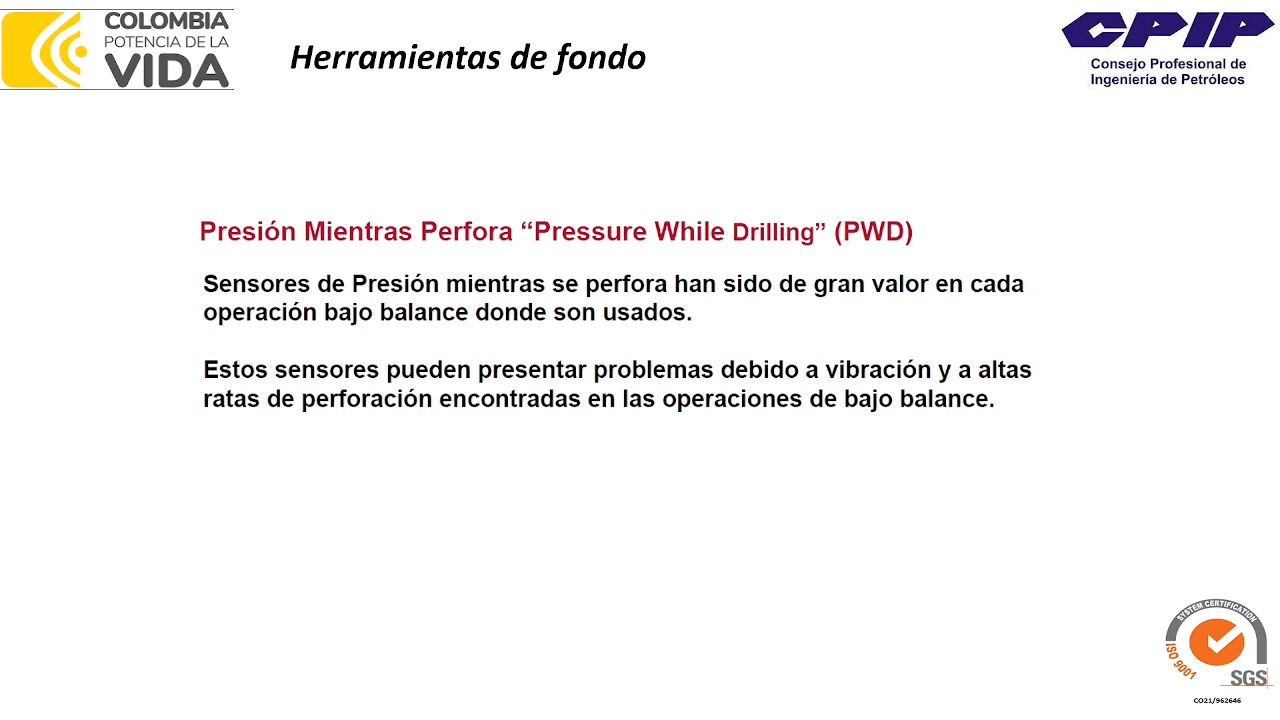 COLOMBIA
POTENCIA DE LA
VIDA
Herramientas de fondo
CPIP
Consejo Profesional de
Ingeniería de Petróleos
Presión Mientras Perfora “Pressure While Drilling” (PWD)
Sensores de Presión mientras se perfora han sido de gran valor en cada
operación bajo balance donde son usados.
Estos sensores pueden presentar problemas debido a vibración y a altas
ratas de perforación encontradas en las operaciones de bajo balance.
SYSTEM CERTIFICATION
ISO 9001
SGS
CO21/962646